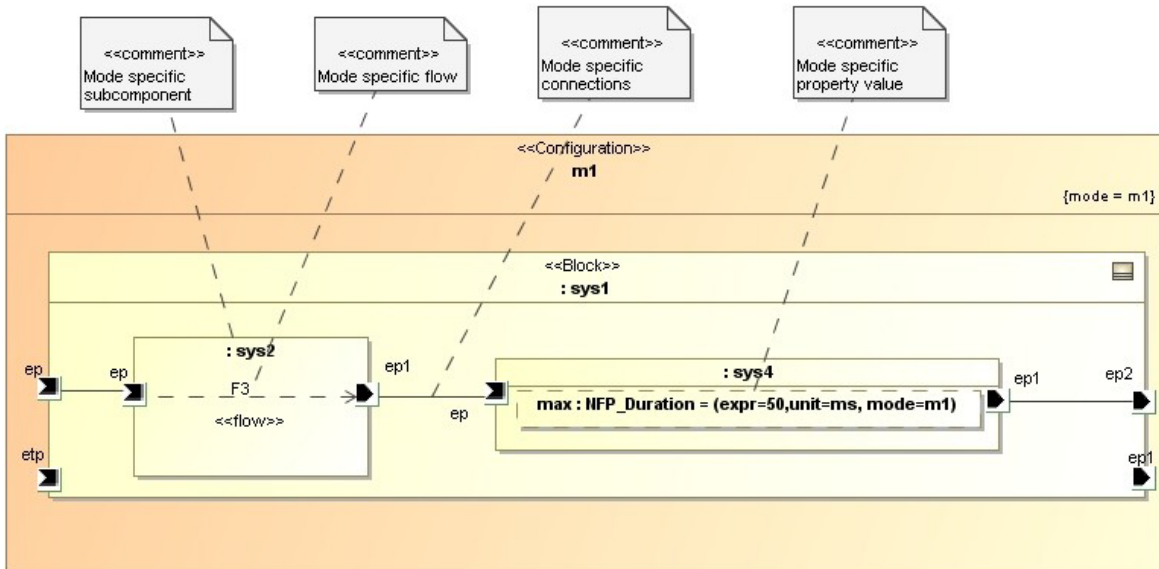 <<comment>>
Mode specific
subcomponent
<<comment>>
Mode specific flow
<<comment>>
Mode specific
connections
<<comment>>
Mode specific
property value
<<Configuration>>
m1
{mode = m1}
<<Block>>
: sys1
: sys2
: sys4
ep
ep
F3
<<flow>>
ep1
ep
max : NFP_Duration = (expr=50,unit=ms, mode=m1)
ep1
ep2
etp
ep1